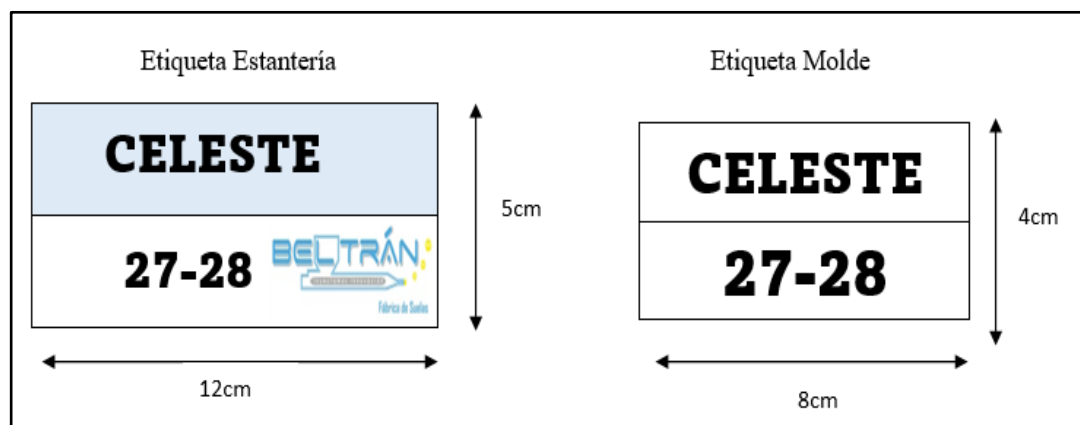 Etiqueta Estantería
CELESTE
27-28
BELTRÁN
Fábrica de Suelas
5cm
12cm
Etiqueta Molde
CELESTE
27-28
4cm
8cm